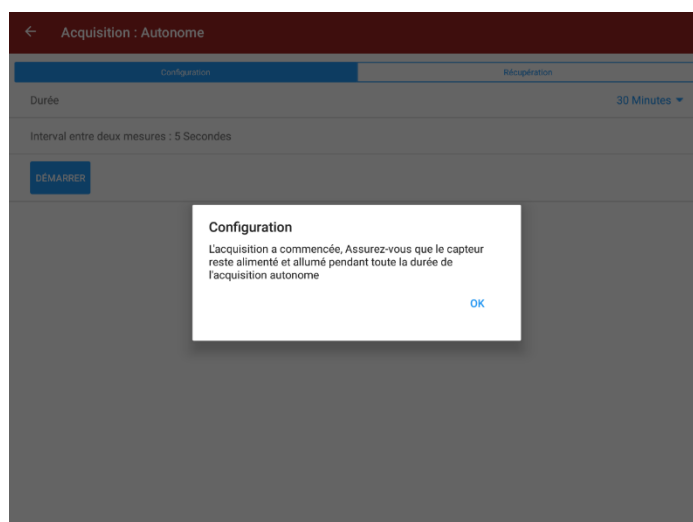 Acquisition : Autonome
Configuration
Récupération
Durée
30 Minutes
Interval entre deux mesures : 5 Secondes
DÉMARRER
Configuration
L'acquisition a commencée, Assurez-vous que le capteur
reste alimenté et allumé pendant toute la durée de
l'acquisition autonome
OK